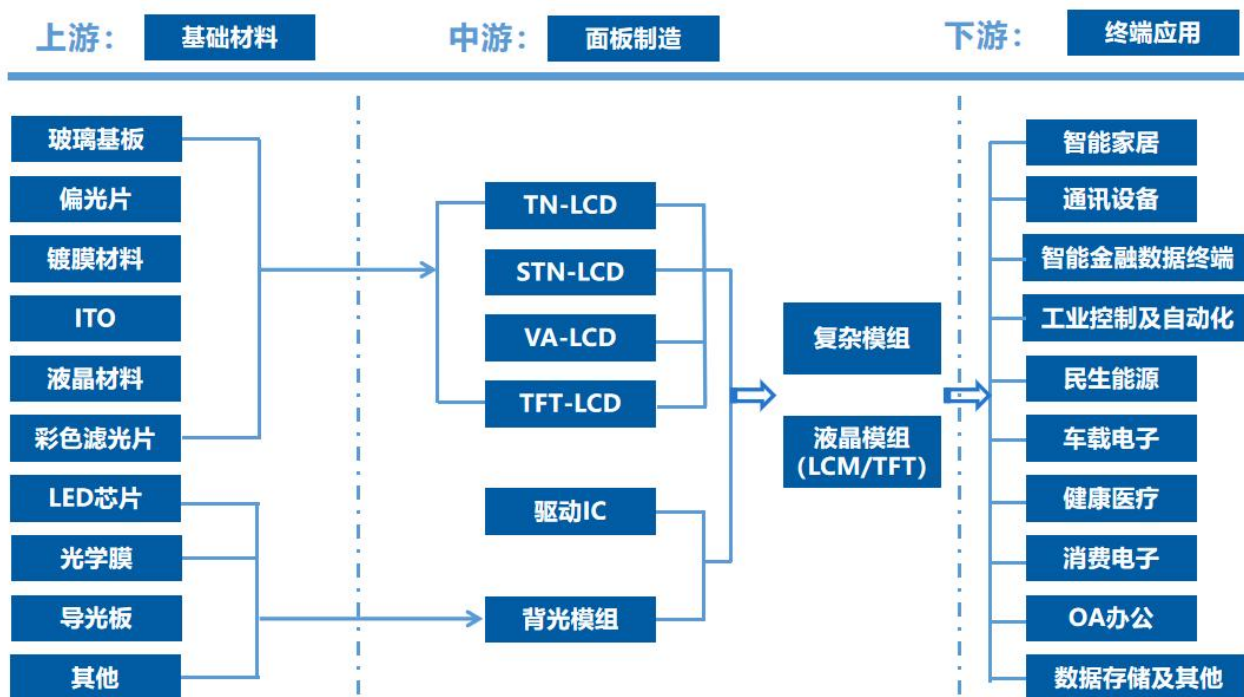 上游：
基础材料
中游：
面板制造
下游：
终端应用
玻璃基板
偏光片
镀膜材料
ITO
液晶材料
彩色滤光片
LED芯片
光学膜
导光板
其他
TN-LCD
STN-LCD
VA-LCD
TFT-LCD
驱动IC
背光模组
复杂模组
液晶模组
（LCM/TFT）
智能家居
通讯设备
智能金融数据终端
工业控制及自动化
民生能源
车载电子
健康医疗
消费电子
OA办公
数据存储及其他